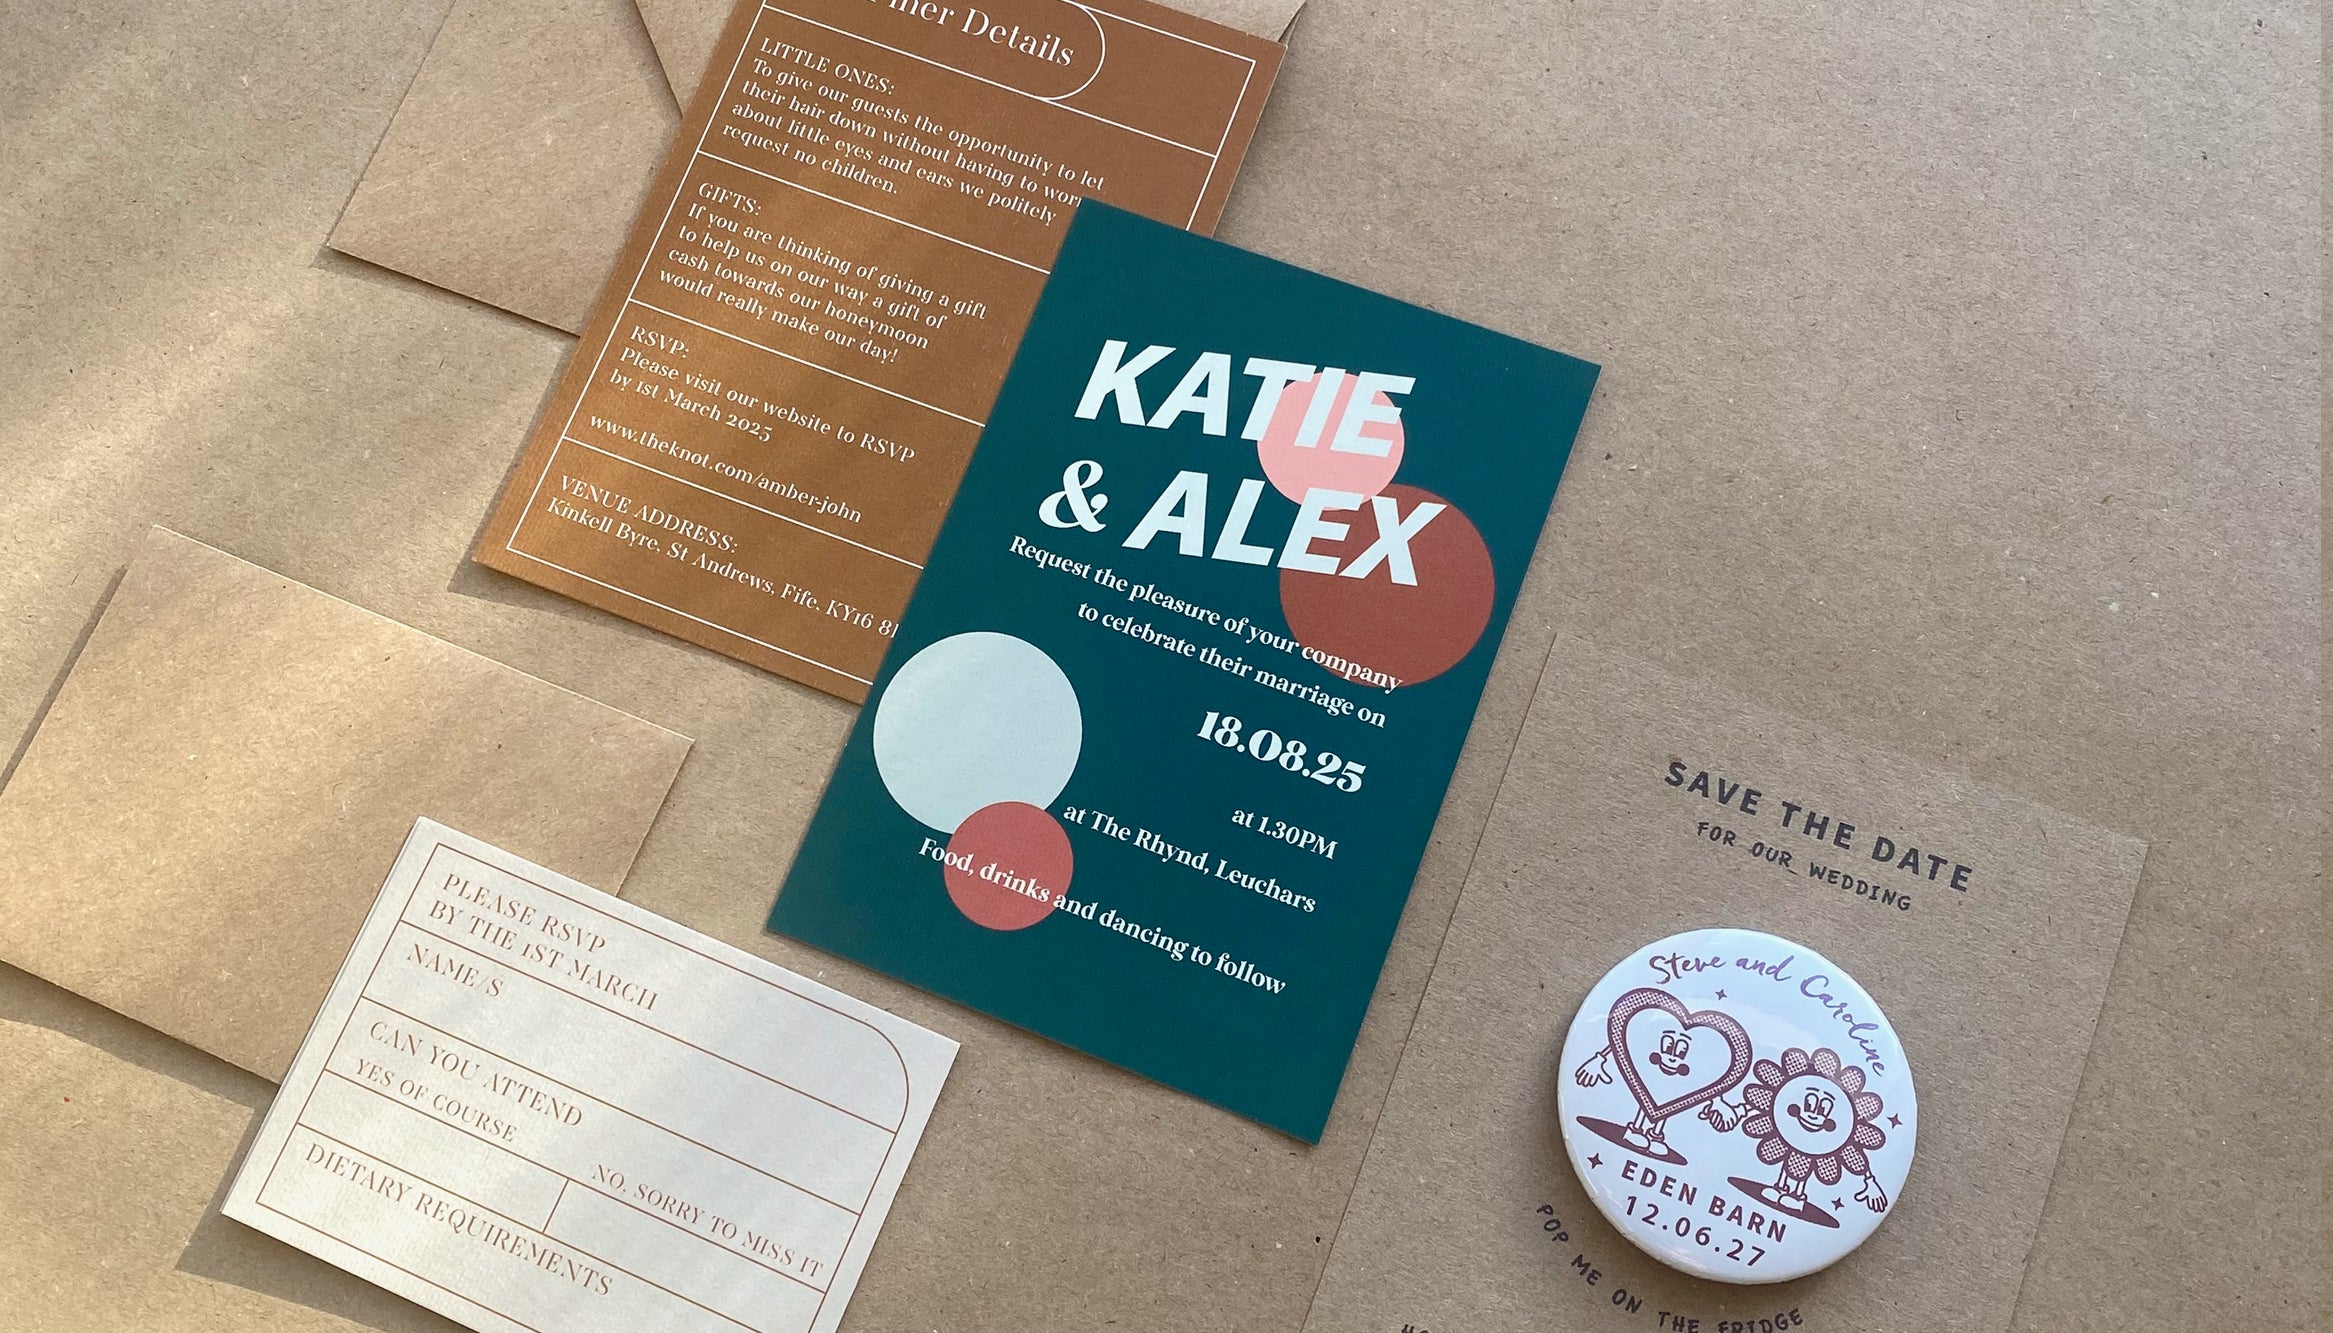 Details
LITTLE ONES:
To give our guests the opportunity to let
their hair down without having to
about little eyes and ears we politely
request no children.
GIFTS:
If you are thinking of giving a gift
to help us on our way a gift of
cash towards our honeymoon
would really make our day!
RSVP:
Please visit our website to RSVP
by 1st March 2025
www.theknot.com/amber-john
VENUE ADDRESS:
Kinkell Byre, St Andrews, Fife. KY16
KATIE
& ALEX
Request the pleasure of your company
to celebrate their marriage on
18.08.25
at 1.30PM
at The Rhynd, Leuchars
Food, drinks and dancing to follow
PLEASE RSVP
BY THE 1ST MARCH
NAME/S
CAN YOU ATTEND
YES OF COURSE
NO, SORRY TO MISS IT
DIETARY REQUIREMENTS
SAVE THE DATE
FOR OUR WEDDING
Steve and Caroline
EDEN BARN
12.06.27
POP ME ON THE FRIDGE